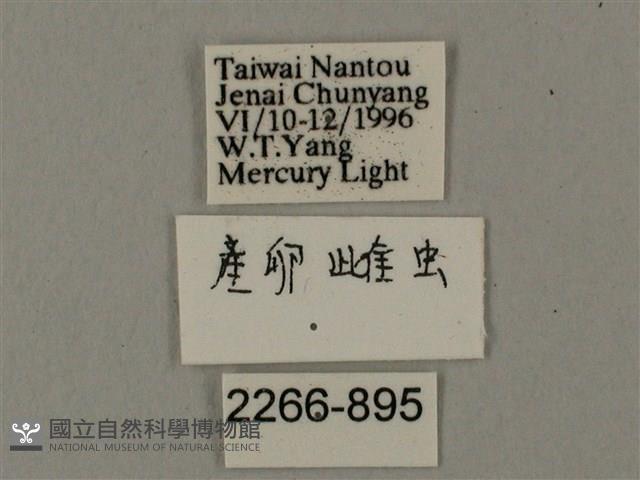 Taiwai Nantou
Jenai Chunyang
VI/10-12/1996
W.T.Yang
Mercury Light
產卵 雌虫
2266-895
國立自然科學博物館
NATIONAL MUSEUM OF NATURAL SCIENCE